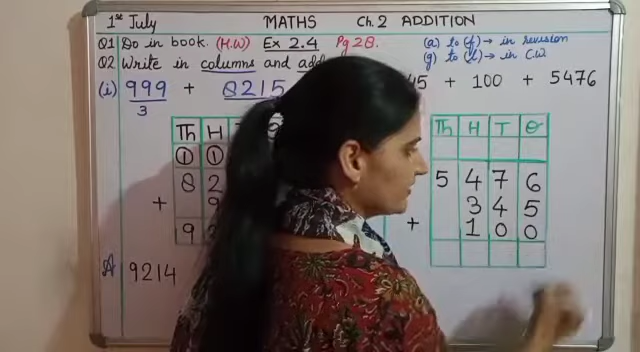 1st July MATHS Ch. 2 ADDITION
Q1 Do in book. (H.W) Ex 2.4 Pg 28. (a) to (f) → in revision
Q2 Write in columns and add (g) to (l) → in C.W
(i) 999 + 8215 45 + 100 + 5476
3
Th H Th H T O
1 1
8 2 5 4 7 6
+ 9 3 4 5
9 2 + 1 0 0
A 9214